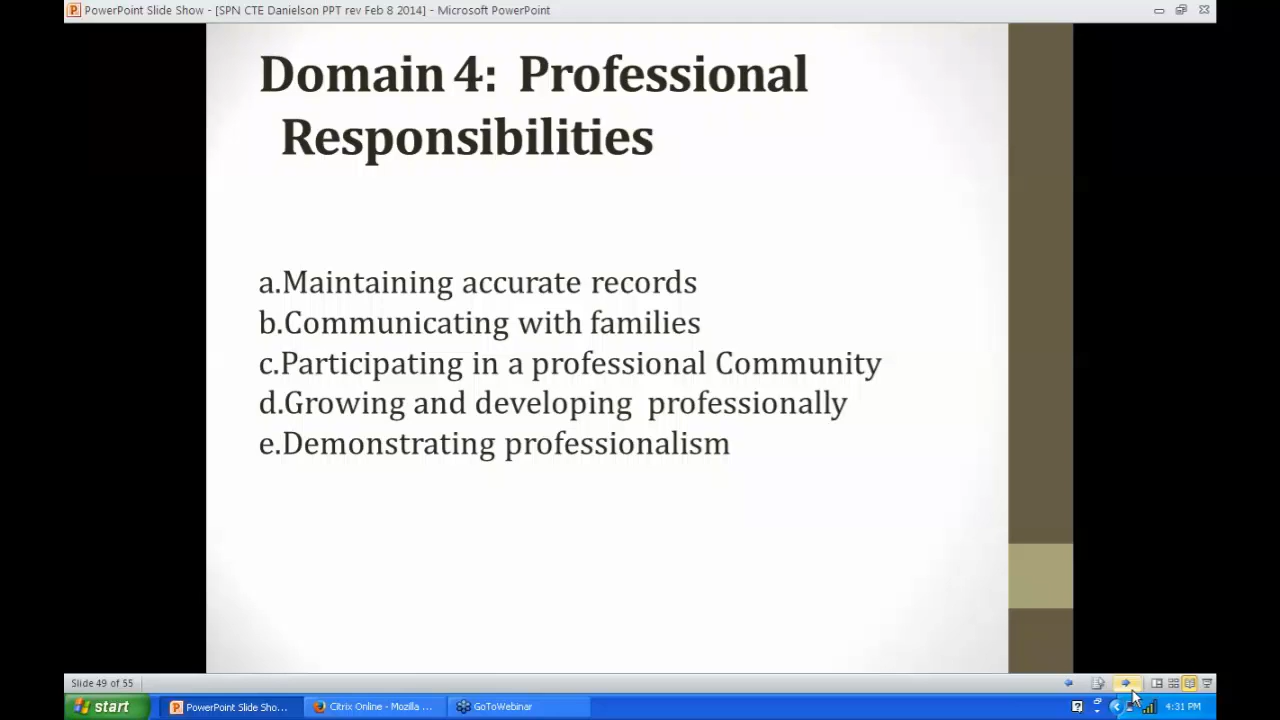 PowerPoint Slide Show - [SPN CTE Danielson PPT rev Feb 8 2014] - Microsoft PowerPoint
Domain 4:  Professional
Responsibilities
a.Maintaining accurate records
b.Communicating with families
c.Participating in a professional Community
d.Growing and developing  professionally
e.Demonstrating professionalism
Slide 49 of 55
start
PowerPoint Slide Sho...
Citrix Online - Mozilla ...
GoToWebinar
4:31 PM